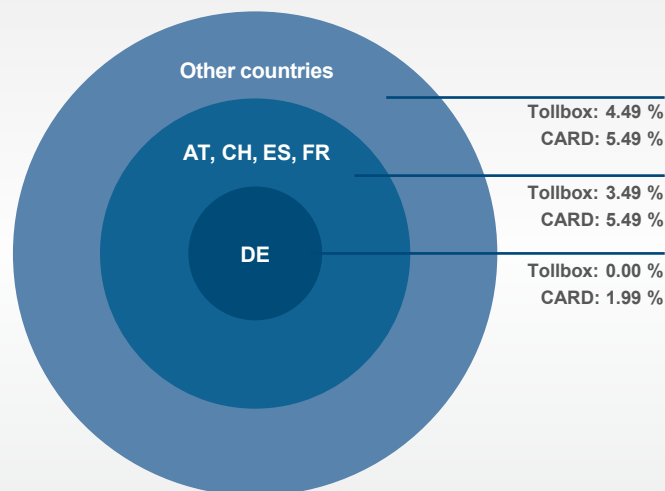 Other countries
Tollbox: 4.49 %
CARD: 5.49 %
AT, CH, ES, FR
Tollbox: 3.49 %
CARD: 5.49 %
DE
Tollbox: 0.00 %
CARD: 1.99 %